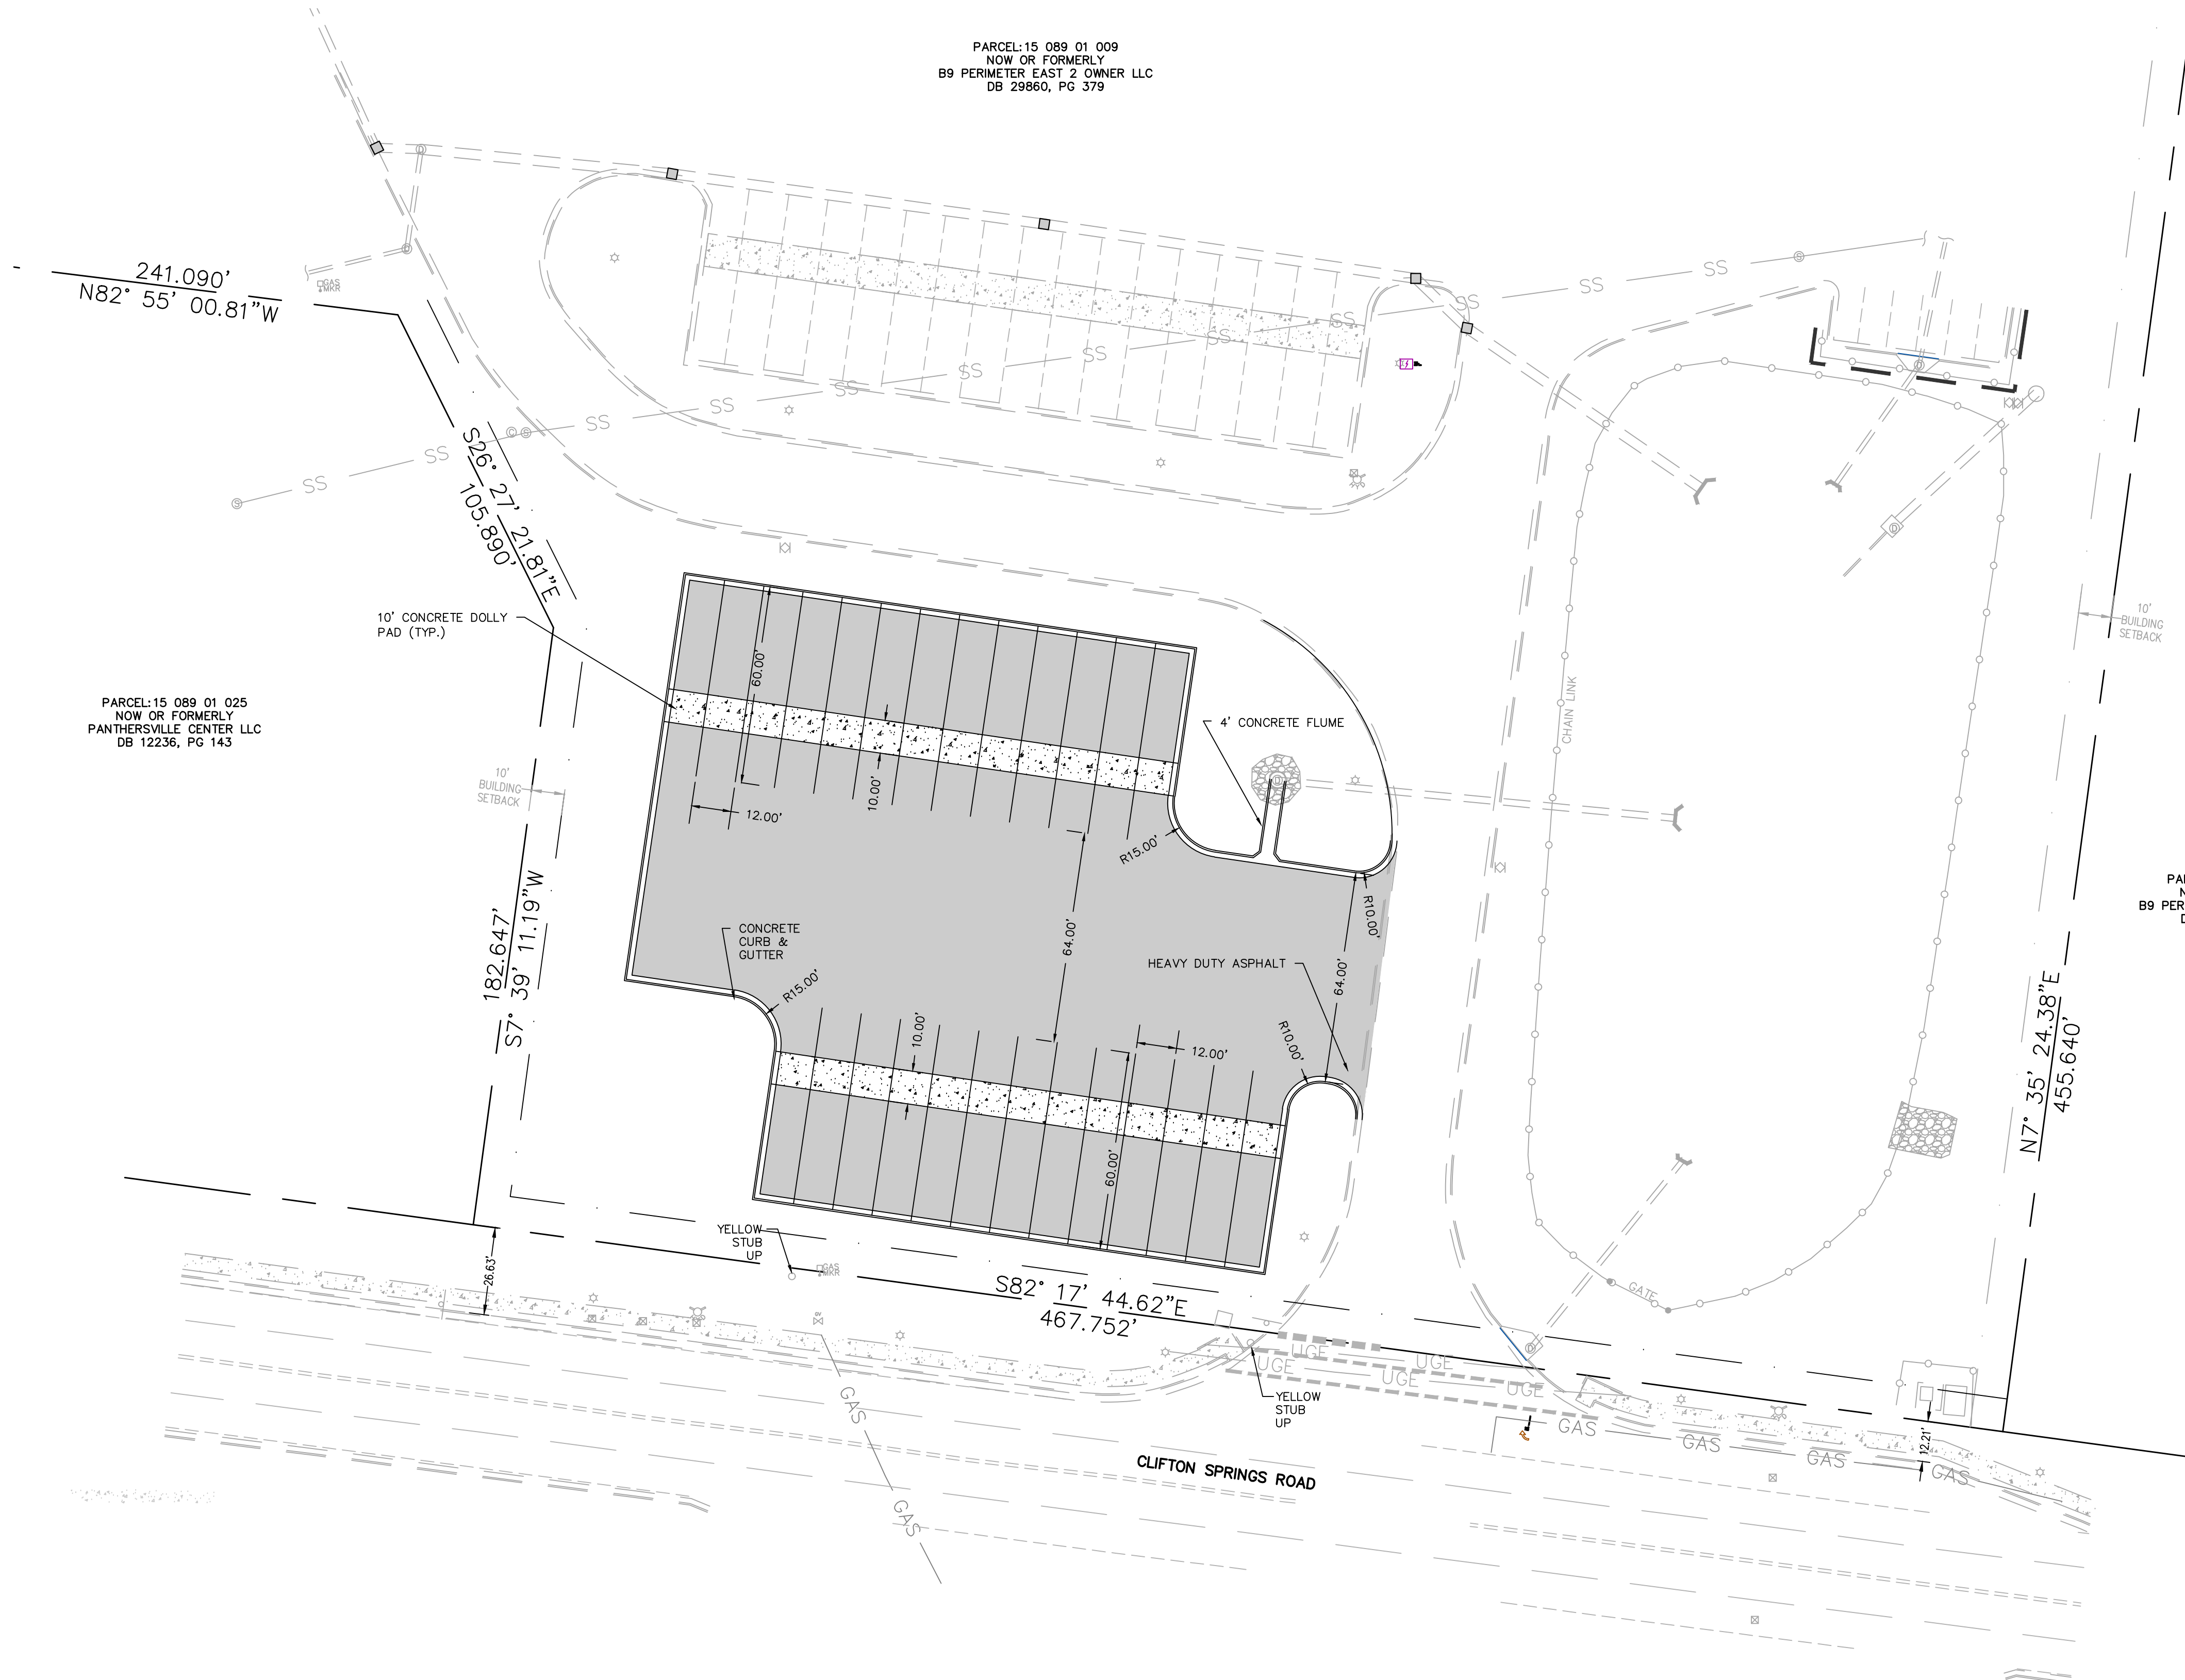 PARCEL:15 089 01 009
NOW OR FORMERLY
B9 PERIMETER EAST 2 OWNER LLC
DB 29860, PG 379
241.090'
N82° 55' 00.81"W
GAS
MKR
D
D
SS
SS
SS
SS
SS
SS
SS
SS
SS
SS
SS
S
C
S
S
S26° 27' 21.81"E
105.890'
10' CONCRETE DOLLY
PAD (TYP.)
PARCEL:15 089 01 025
NOW OR FORMERLY
PANTHERSVILLE CENTER LLC
DB 12236, PG 143
10'
BUILDING
SETBACK
182.647'
S7° 39' 11.19"W
60.00'
10.00'
12.00'
R15.00'
4' CONCRETE FLUME
D
CHAIN LINK
D
D
10'
BUILDING
SETBACK
PA
N
B9 PER
D
CONCRETE
CURB &
GUTTER
R15.00'
64.00'
HEAVY DUTY ASPHALT
64.00'
R10.00'
R10.00'
10.00'
12.00'
60.00'
N7° 35' 24.38"E
455.640'
YELLOW
STUB
UP
GAS
MKR
GV
26.63'
S82° 17' 44.62"E
467.752'
GATE
D
UGE
UGE
UGE
UGE
UGE
YELLOW
STUB
UP
GAS
GAS
GAS
GAS
GAS
GAS
12.21'
CLIFTON SPRINGS ROAD